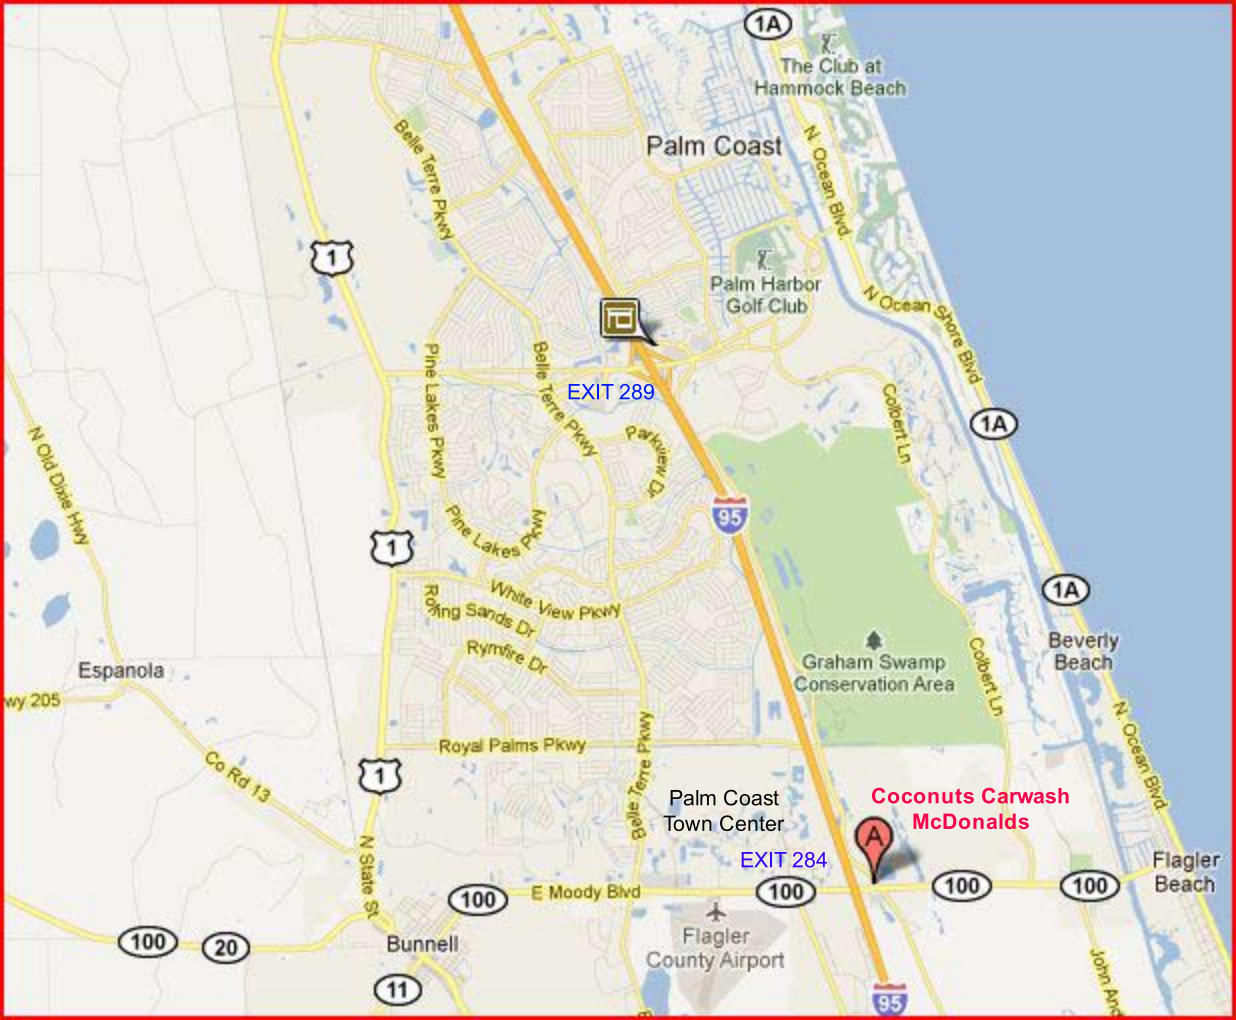 1A
The Club at
Hammock Beach
Palm Coast
Belle Terre Pkwy
N Ocean Blvd.
1
Palm Harbor
Golf Club
N Ocean Shore Blvd
Pine Lakes Pkwy
Belle Terre Pkwy
EXIT 289
Colbert Ln
1A
Parkview Dr
N Old Dixie Hwy
95
Pine Lakes Pkwy
1
White View Pkwy
Rolling Sands Dr
1A
Rymfire Dr
Beverly
Beach
Graham Swamp
Conservation Area
Colbert Ln
Espanola
wy 205
N. Ocean Blvd
Royal Palms Pkwy
Belle Terre Pkwy
Co Rd 13
1
Palm Coast
Town Center
Coconuts Carwash
McDonalds
A
EXIT 284
N State St
Flagler
Beach
100
E Moody Blvd
100
100
100
100
20
Bunnell
Flagler
County Airport
11
95
John And